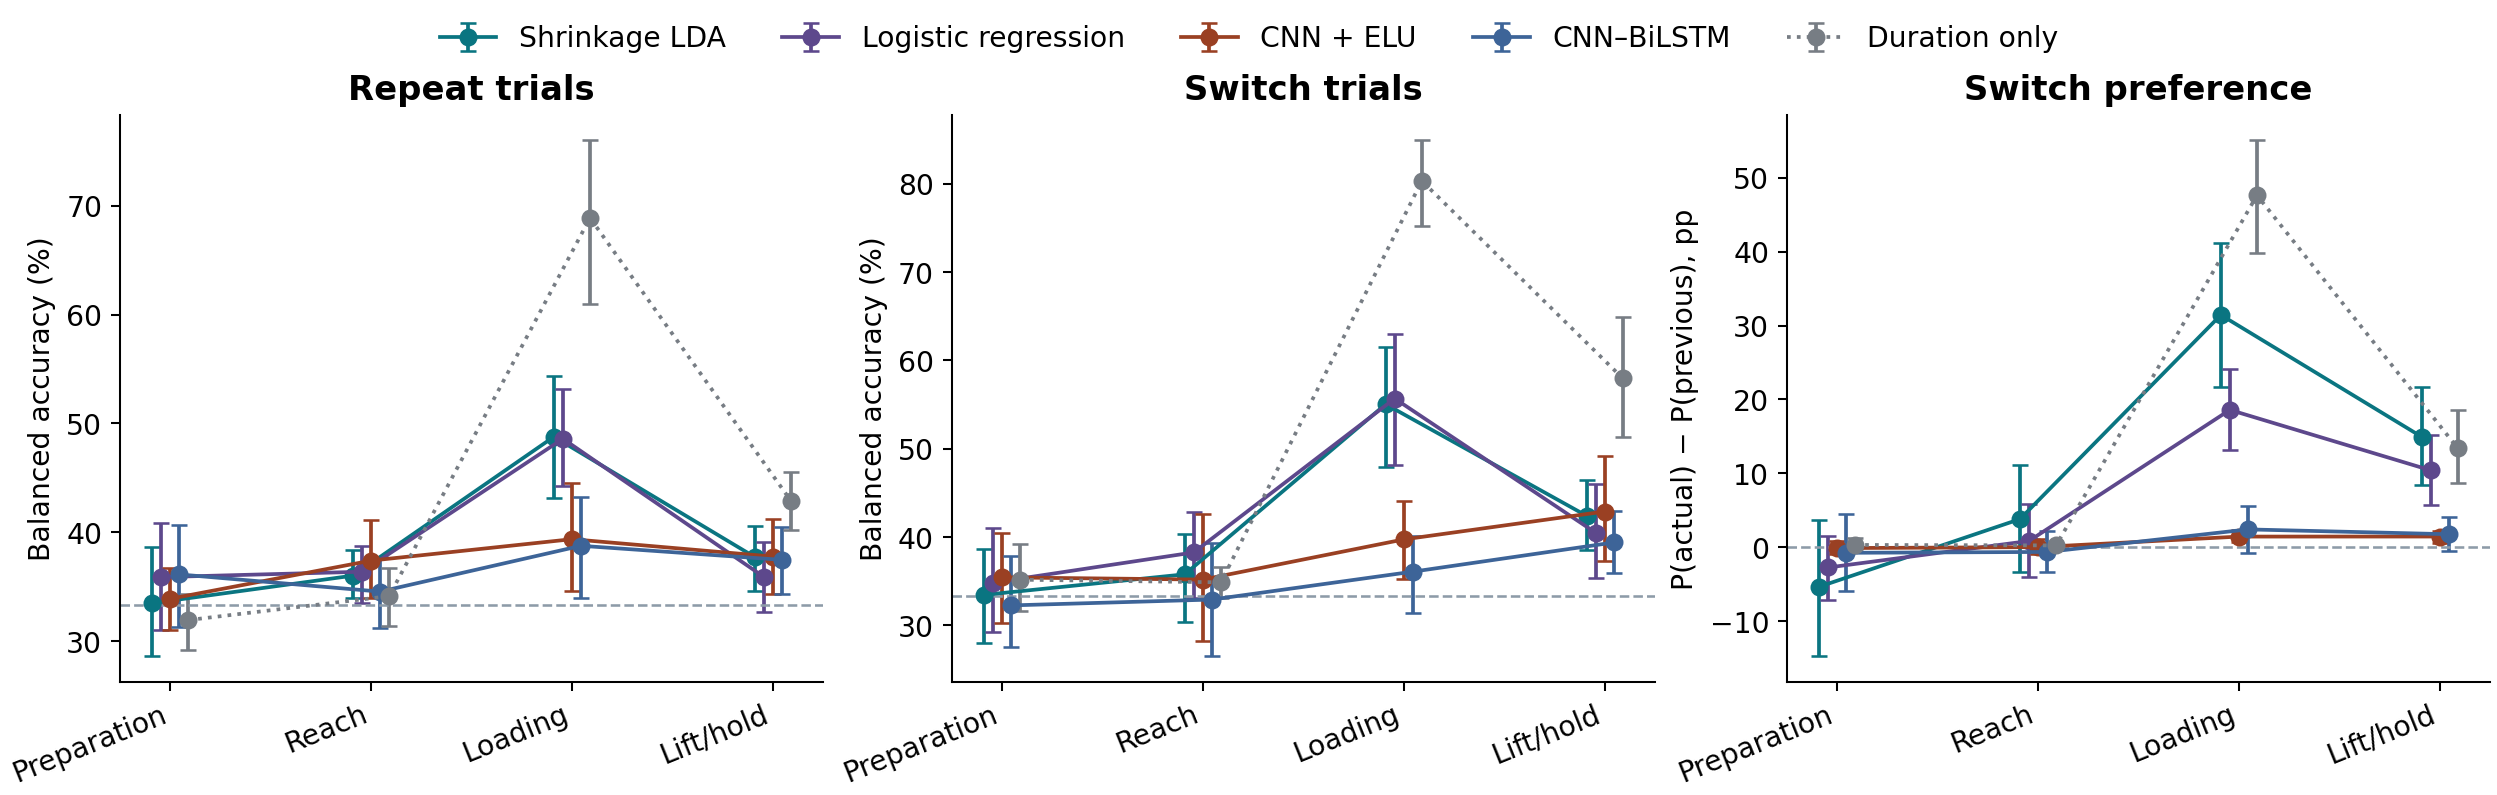 Shrinkage LDA Logistic regression CNN + ELU CNN–BiLSTM Duration only
Repeat trials
Balanced accuracy (%)
70
60
50
40
30
Preparation Reach Loading Lift/hold
Switch trials
Balanced accuracy (%)
80
70
60
50
40
30
Preparation Reach Loading Lift/hold
Switch preference
P(actual) − P(previous), pp
50
40
30
20
10
0
−10
Preparation Reach Loading Lift/hold